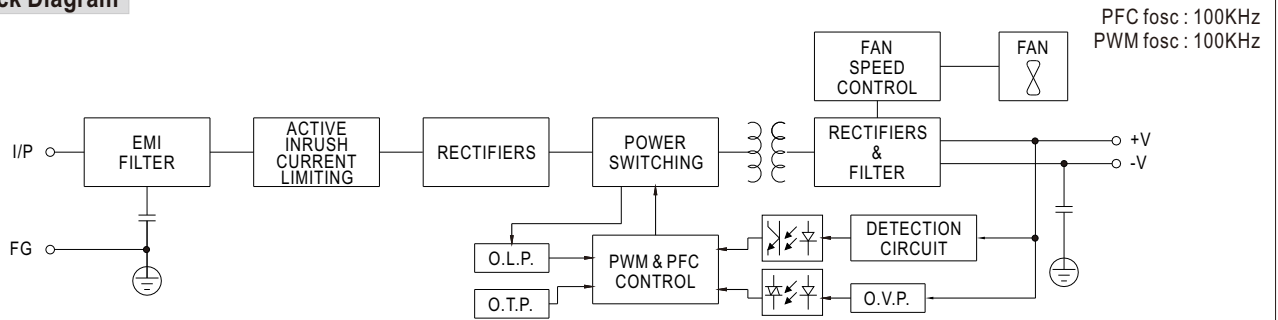 ck Diagram
PFC fosc : 100KHz
PWM fosc : 100KHz
FAN
SPEED
CONTROL
FAN
I/P
EMI
FILTER
ACTIVE
INRUSH
CURRENT
LIMITING
RECTIFIERS
POWER
SWITCHING
RECTIFIERS
&
FILTER
+V
-V
FG
O.L.P.
O.T.P.
PWM & PFC
CONTROL
DETECTION
CIRCUIT
O.V.P.